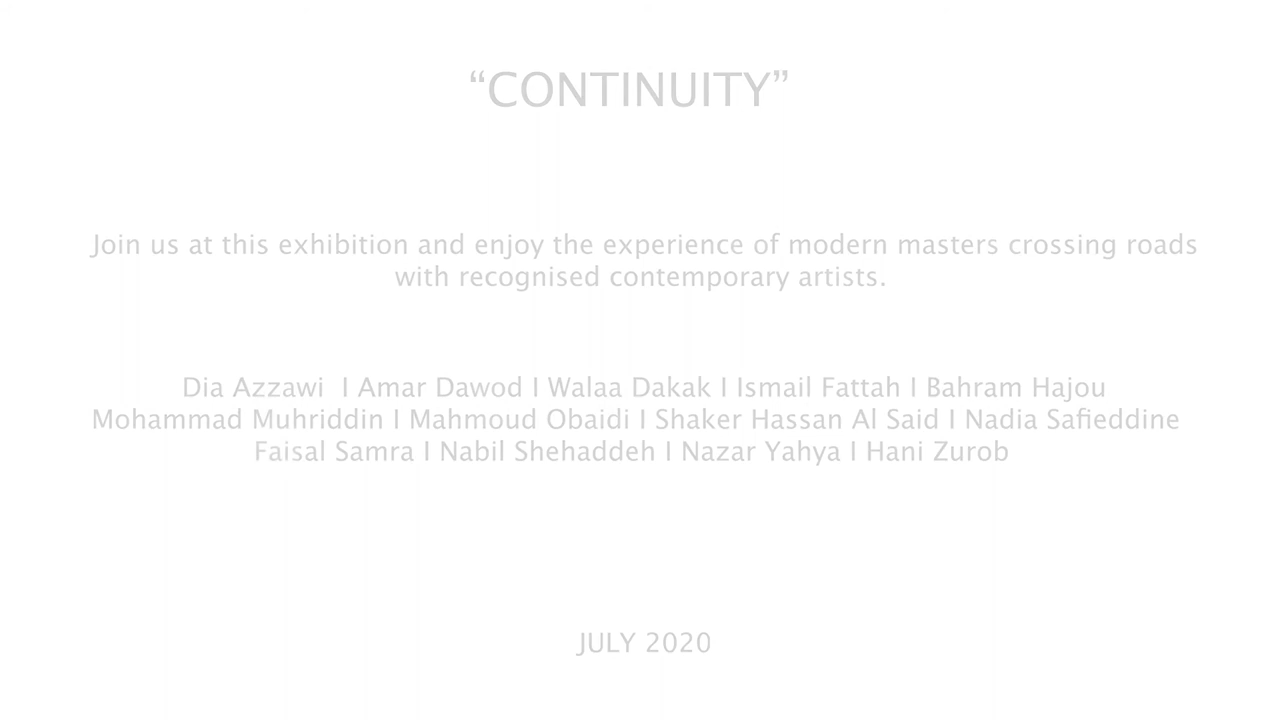 “CONTINUITY”
Join us at this exhibition and enjoy the experience of modern masters crossing roads
with recognised contemporary artists.
Dia Azzawi  I Amar Dawod I Walaa Dakak I Ismail Fattah I Bahram Hajou
Mohammad Muhriddin I Mahmoud Obaidi I Shaker Hassan Al Said I Nadia Safieddine
Faisal Samra I Nabil Shehaddeh I Nazar Yahya I Hani Zurob
JULY 2020